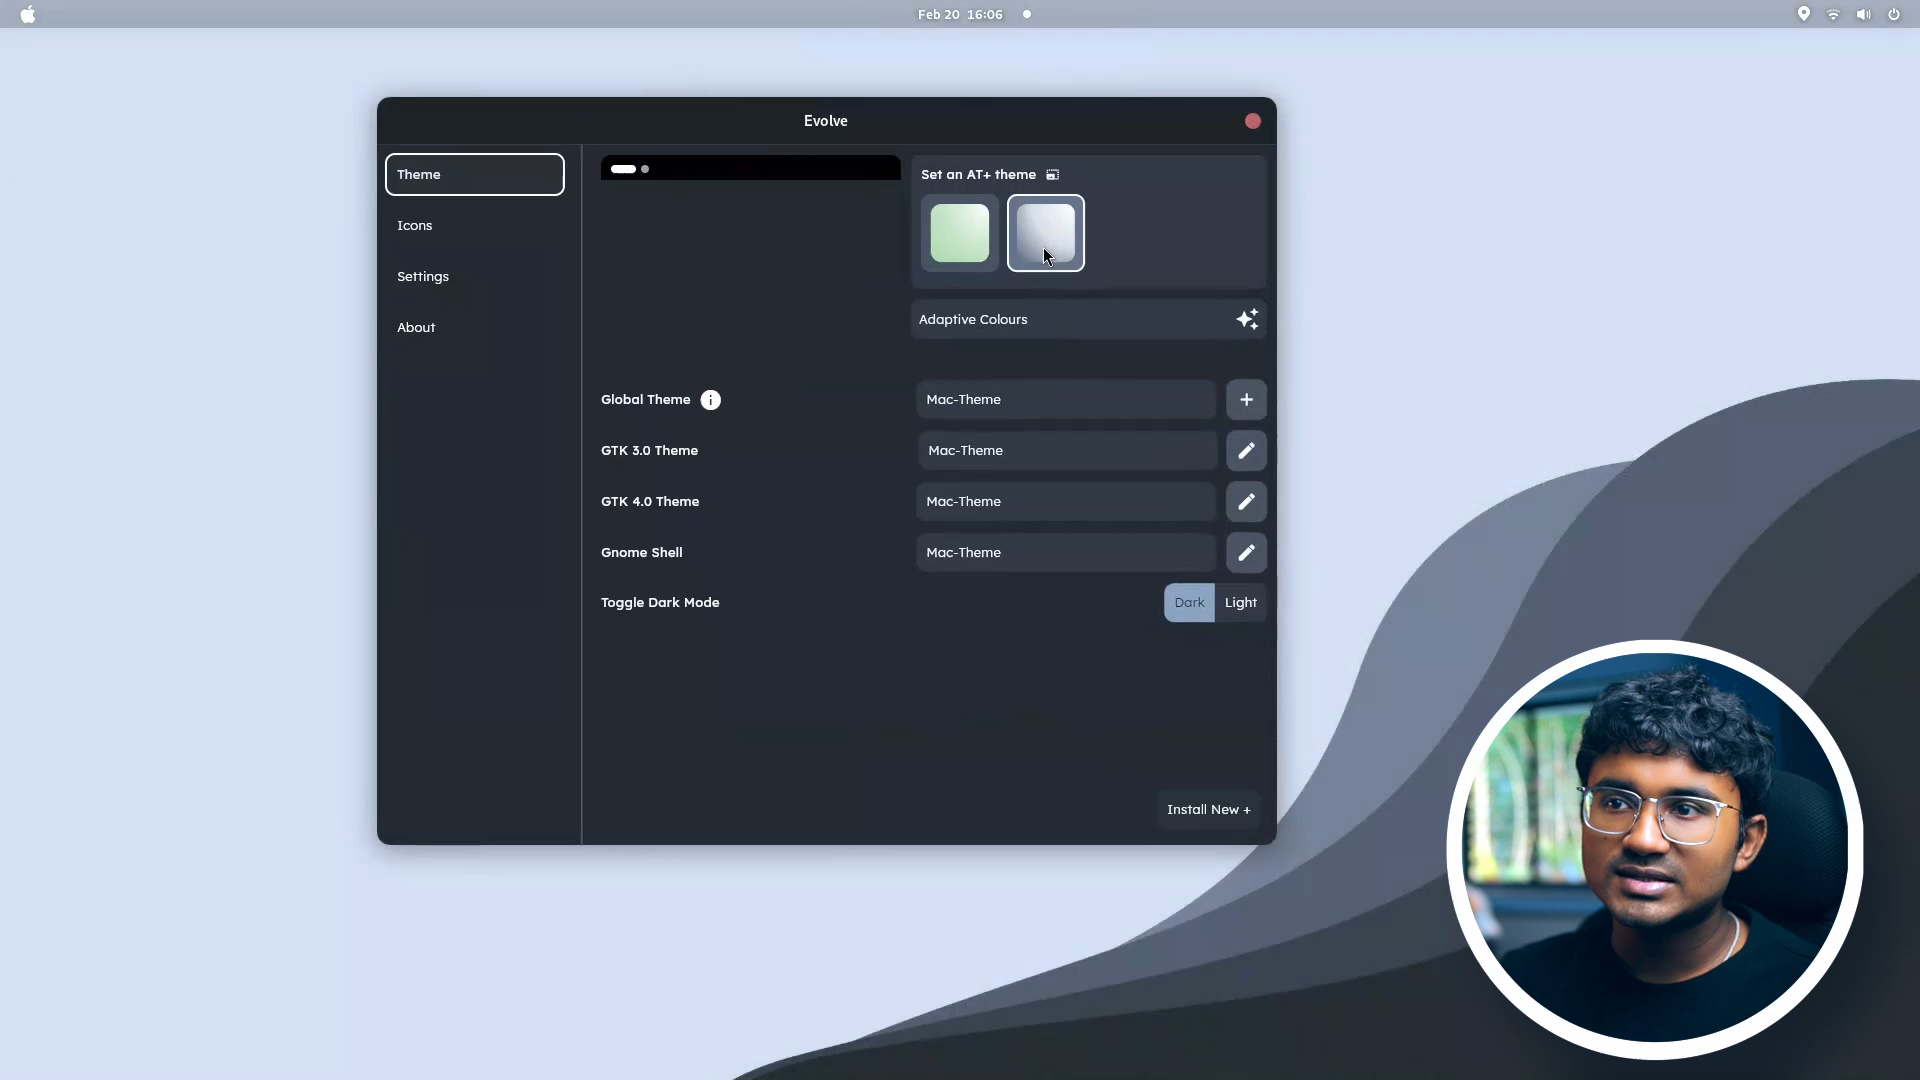 Feb 20 16:06
Evolve
Theme
Icons
Settings
About
Set an AT+ theme
Adaptive Colours
Global Theme
Mac-Theme
GTK 3.0 Theme
Mac-Theme
GTK 4.0 Theme
Mac-Theme
Gnome Shell
Mac-Theme
Toggle Dark Mode
Dark
Light
Install New +